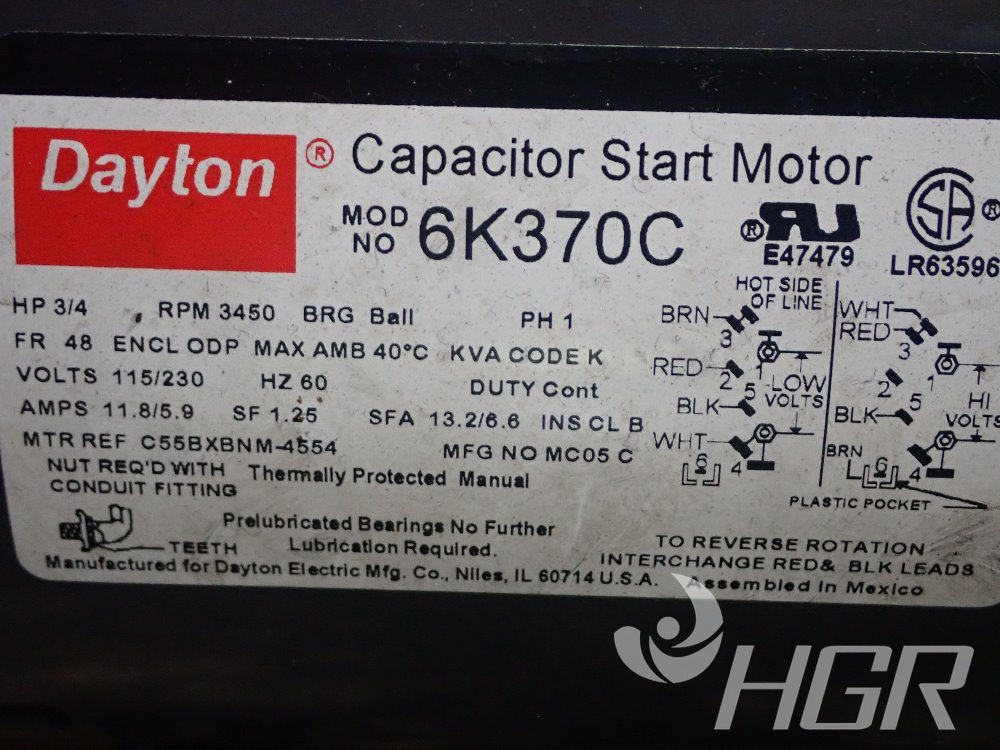 Dayton ® Capacitor Start Motor
MOD NO 6K370C
® RU E47479
SA ® LR63596
HP 3/4 RPM 3450 BRG Ball PH 1
FR 48 ENCL ODP MAX AMB 40°C KVA CODE K
VOLTS 115/230 HZ 60 DUTY Cont
AMPS 11.8/5.9 SF 1.25 SFA 13.2/6.6 INS CL B
MTR REF C55BXBNM-4554 MFG NO MC05 C
NUT REQ'D WITH Thermally Protected Manual
CONDUIT FITTING
Prelubricated Bearings No Further
TEETH Lubrication Required.
Manufactured for Dayton Electric Mfg. Co., Niles, IL 60714 U.S.A.
HOT SIDE
OF LINE
BRN 3
RED 2 1
BLK 5
LOW
VOLTS
WHT 4
6
WHT
RED 3
2 1
BLK 5
HI
VOLTS
BRN 6 4
PLASTIC POCKET
TO REVERSE ROTATION
INTERCHANGE RED& BLK LEADS
Assembled in Mexico
HGR